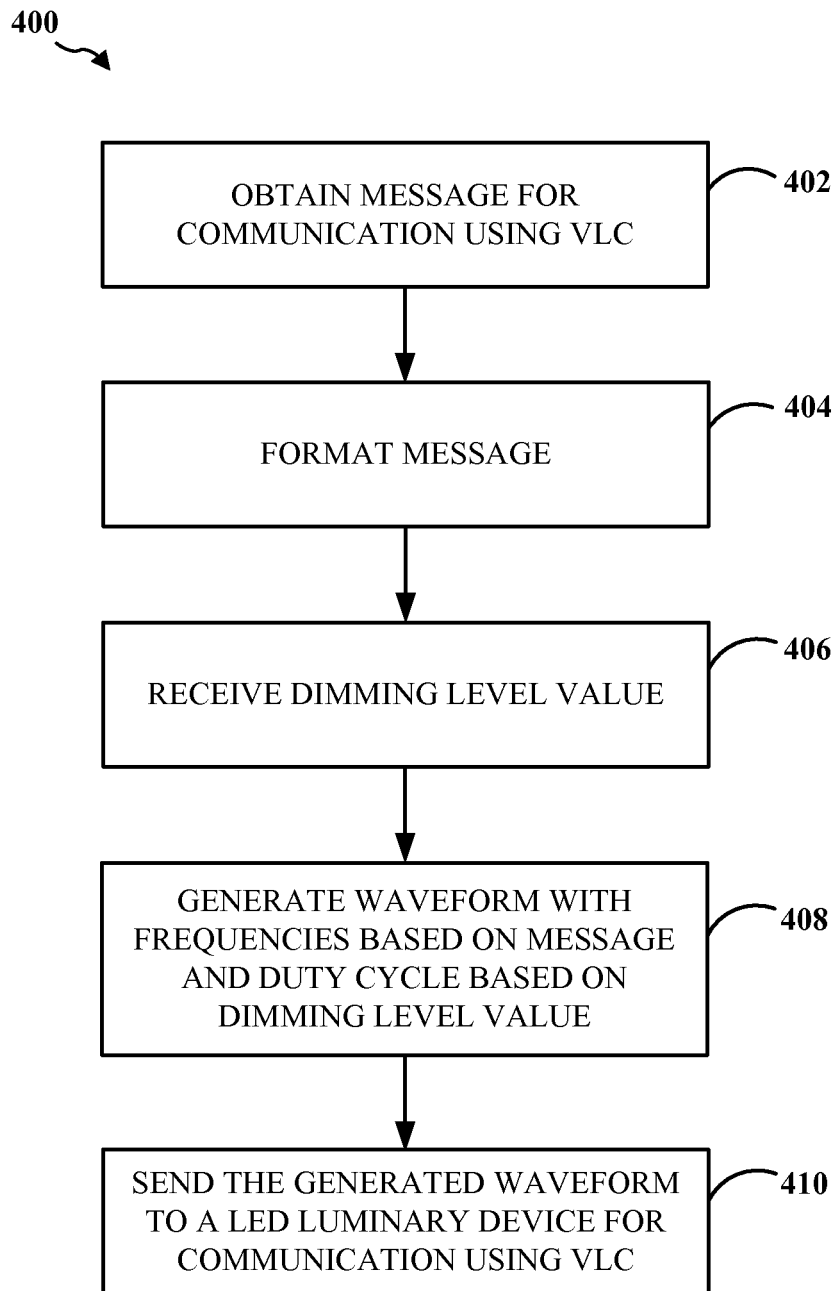 400
OBTAIN MESSAGE FOR
COMMUNICATION USING VLC
402
FORMAT MESSAGE
404
RECEIVE DIMMING LEVEL VALUE
406
GENERATE WAVEFORM WITH
FREQUENCIES BASED ON MESSAGE
AND DUTY CYCLE BASED ON
DIMMING LEVEL VALUE
408
SEND THE GENERATED WAVEFORM
TO A LED LUMINARY DEVICE FOR
COMMUNICATION USING VLC
410